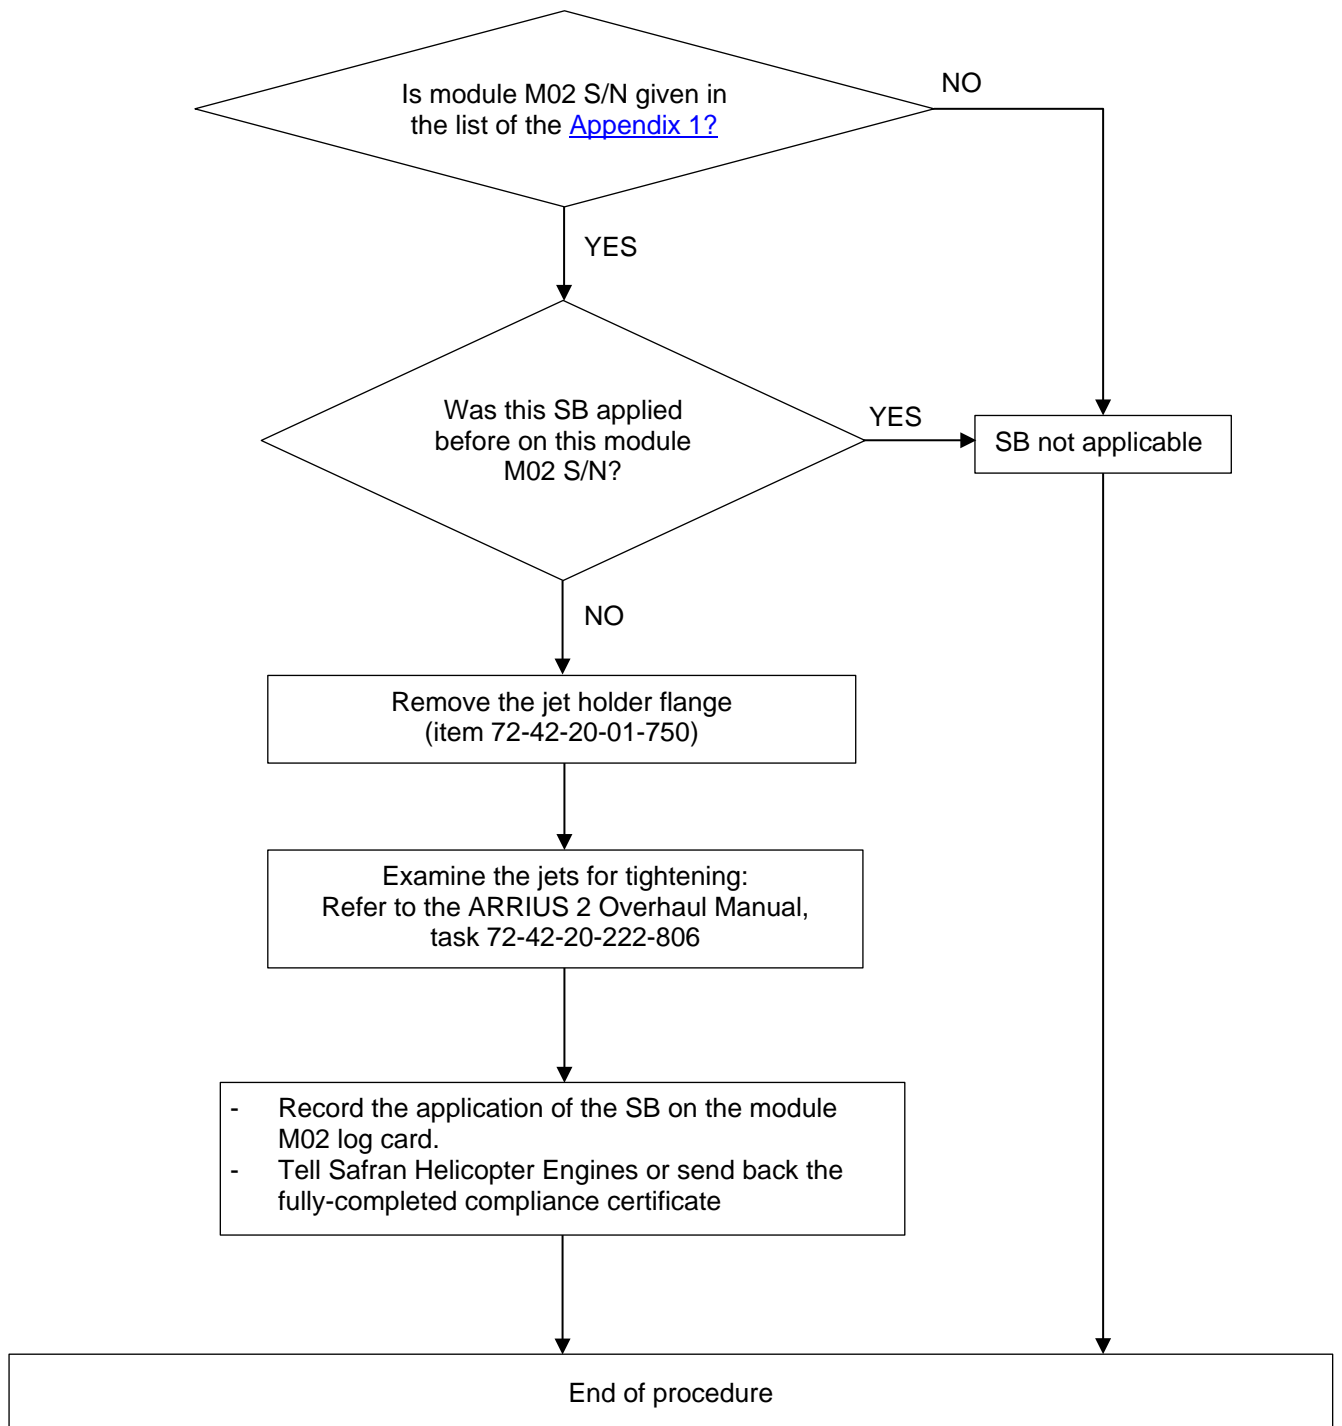 Is module M02 S/N given in
the list of the Appendix 1?
NO
YES
Was this SB applied
before on this module
M02 S/N?
YES
SB not applicable
NO
Remove the jet holder flange
(item 72-42-20-01-750)
Examine the jets for tightening:
Refer to the ARRIUS 2 Overhaul Manual,
task 72-42-20-222-806
- Record the application of the SB on the module
M02 log card.
- Tell Safran Helicopter Engines or send back the
fully-completed compliance certificate
End of procedure